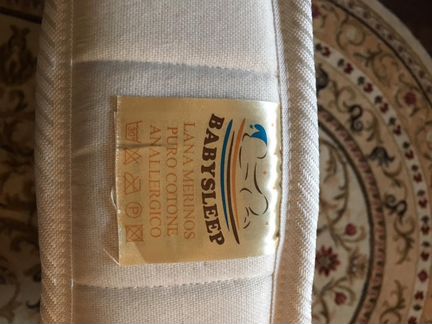 BABYSLEEP
LANA MERINOS
PURO COTONE
ANALLERGICO